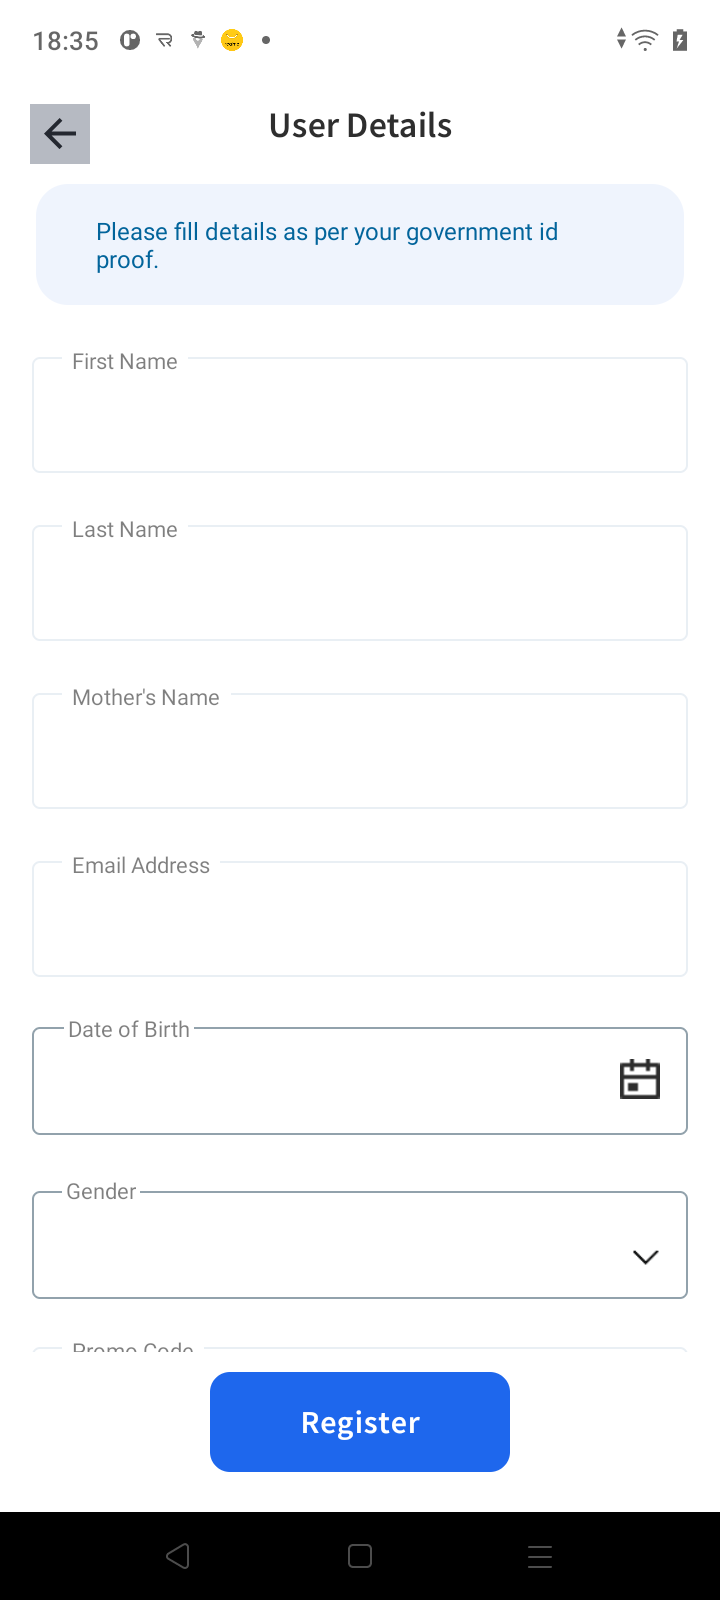 18:35
User Details
Please fill details as per your government id
proof.
First Name
Last Name
Mother's Name
Email Address
Date of Birth
Gender
Promo Code
Register